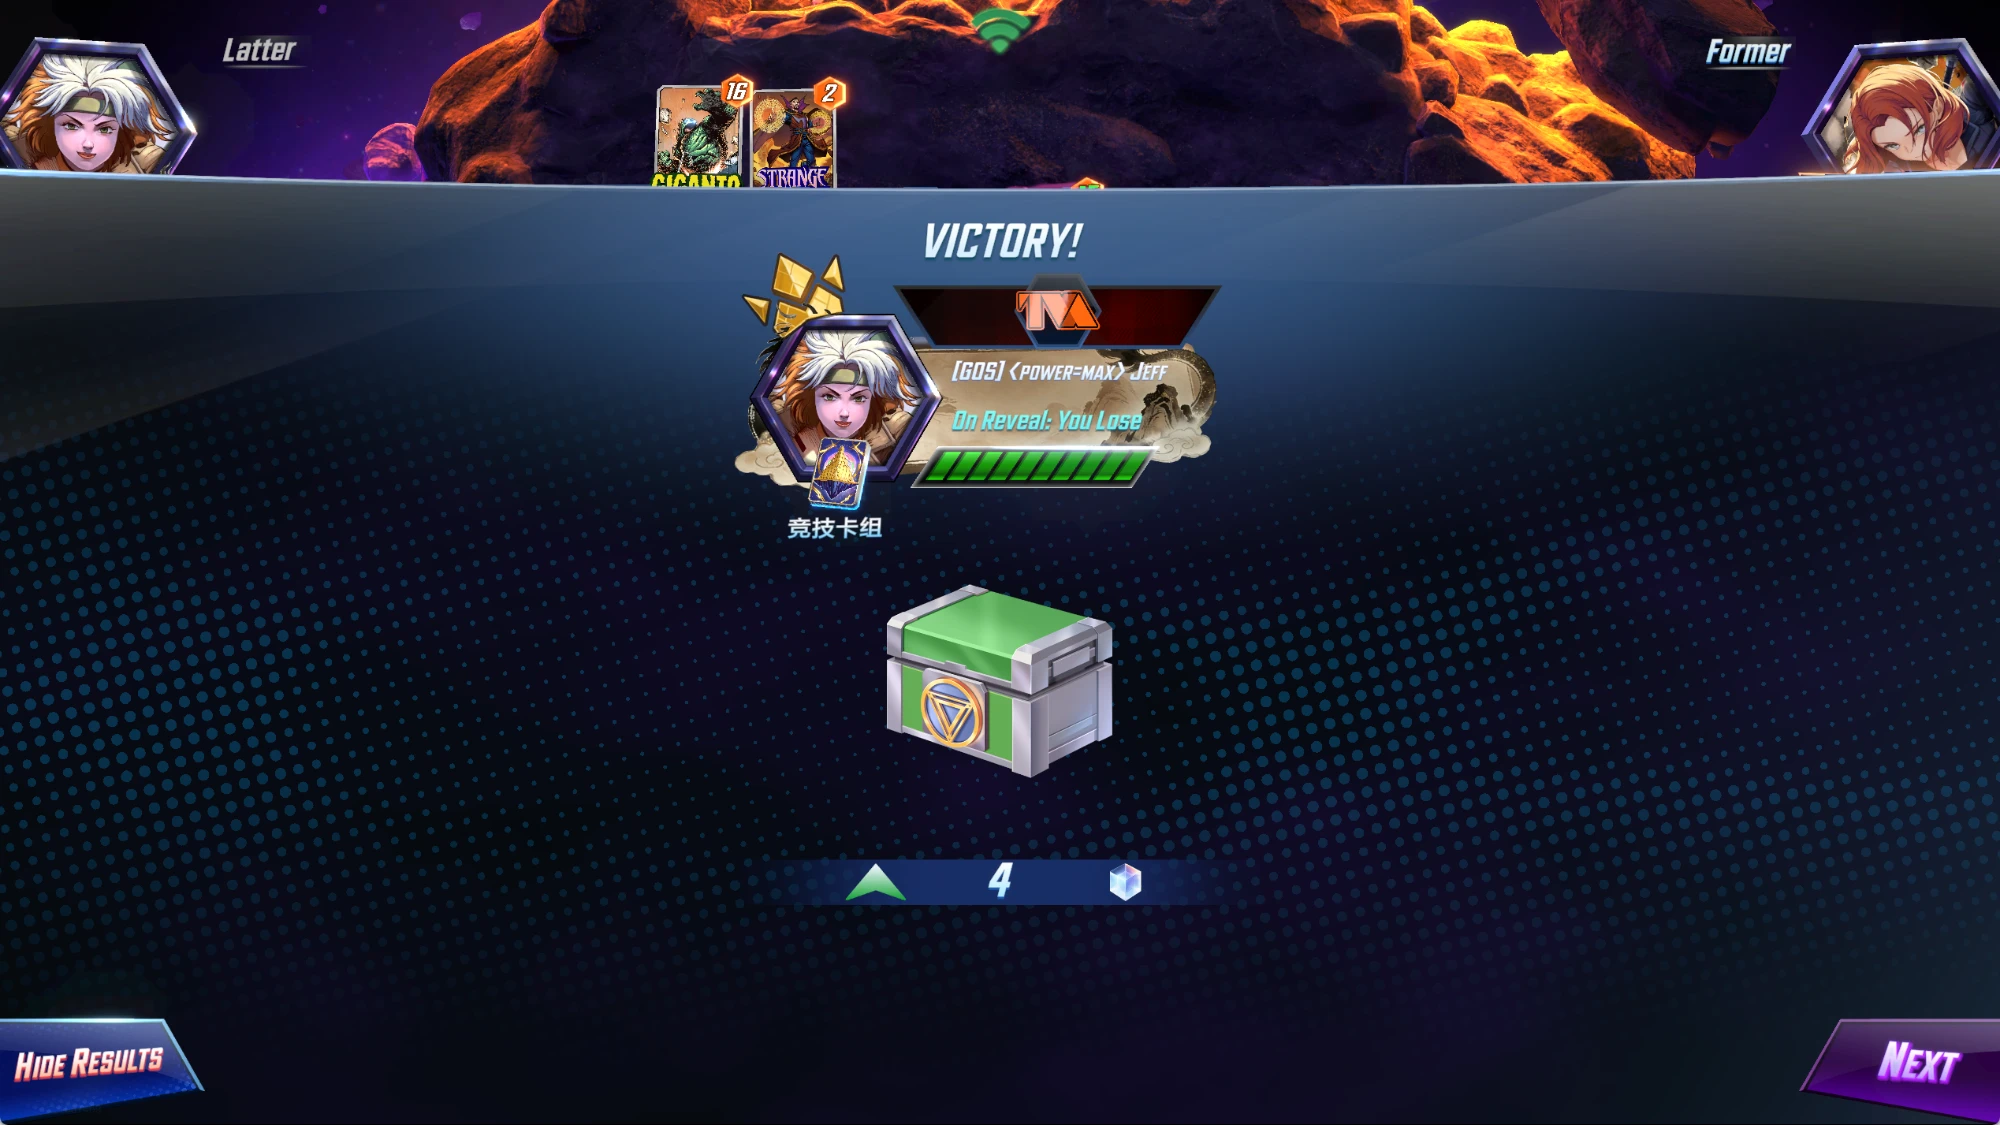 Latter
Former
16
2
GIGANTO
STRANGE
VICTORY!
TVA
[GOS] <POWER=MAX> JEFF
On Reveal: You Lose
竞技卡组
4
HIDE RESULTS
NEXT